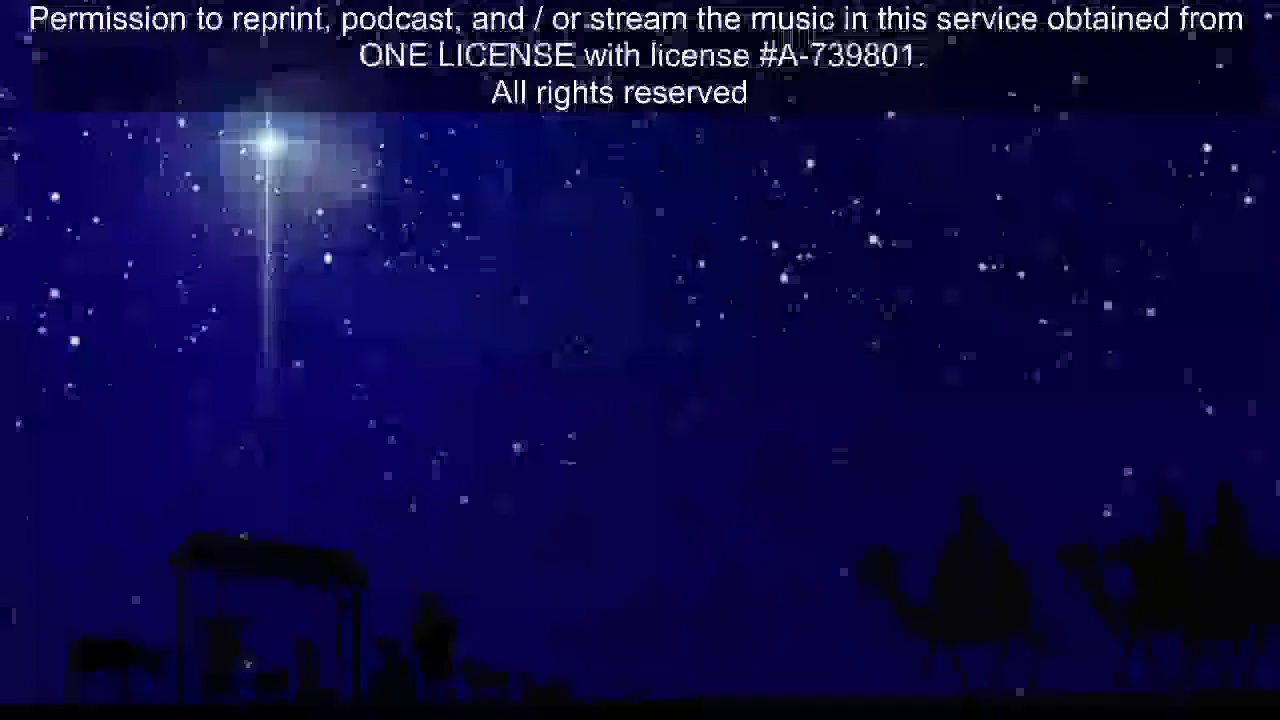 Permission to reprint, podcast, and / or stream the music in this service obtained from
ONE LICENSE with license #A-739801.
All rights reserved